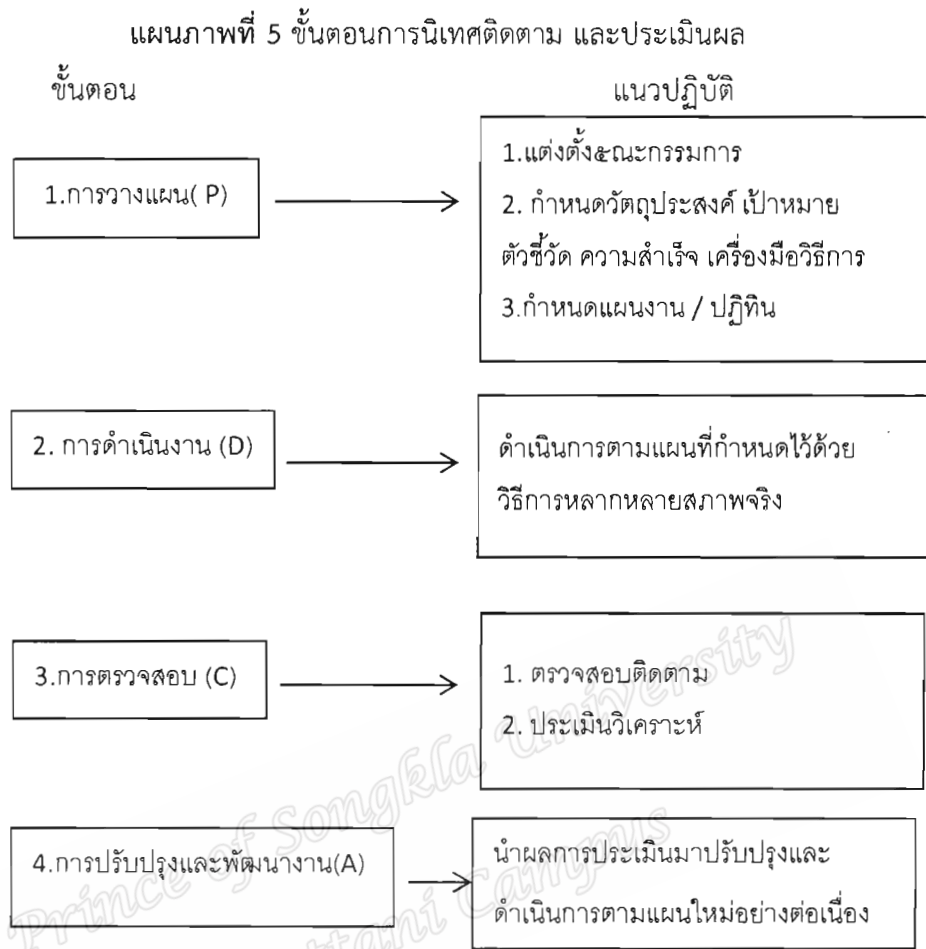 แผนภาพที่ 5 ขั้นตอนการนิเทศติดตาม และประเมินผล
ขั้นตอน
แนวปฏิบัติ
1.การวางแผน( P)
1.แต่งตั้ง๕ณะกรรมการ
2. กำหนดวัตถุประสงค์ เป้าหมาย
ตัวชี้วัด ความสำเร็จ เครื่องมือวิธีการ
3.กำหนดแผนงาน / ปฏิทิน
2. การดำเนินงาน (D)
ดำเนินการตามแผนที่กำหนดไว้ด้วย
วิธีการหลากหลายสภาพจริง
3.การตรวจสอบ (C)
1. ตรวจสอบติดตาม
2. ประเมินวิเคราะห์
4.การปรับปรุงและพัฒนางาน(A)
นำผลการประเมินมาปรับปรุงและ
ดำเนินการตามแผนใหม่อย่างต่อเนื่อง
Prince of Songkla University
Pattani Campus